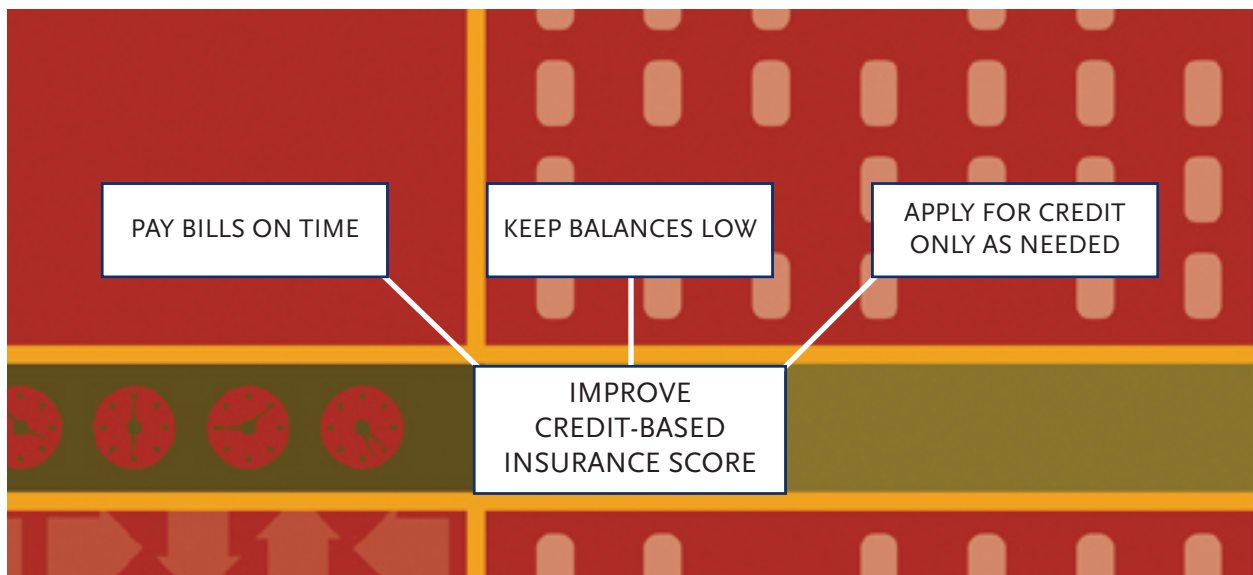 PAY BILLS ON TIME
KEEP BALANCES LOW
APPLY FOR CREDIT
ONLY AS NEEDED
IMPROVE
CREDIT-BASED
INSURANCE SCORE